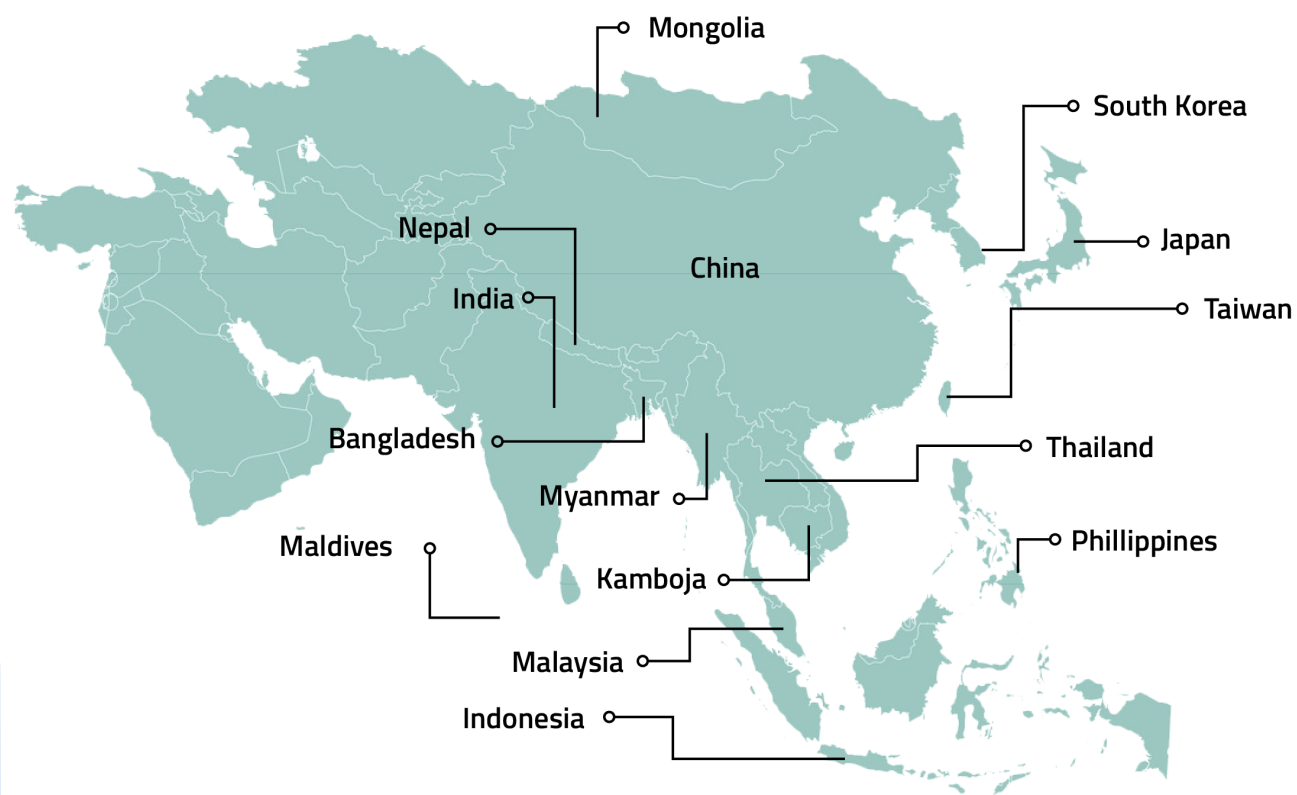 Mongolia
South Korea
Nepal
Japan
China
India
Taiwan
Bangladesh
Thailand
Myanmar
Maldives
Phillippines
Kamboja
Malaysia
Indonesia